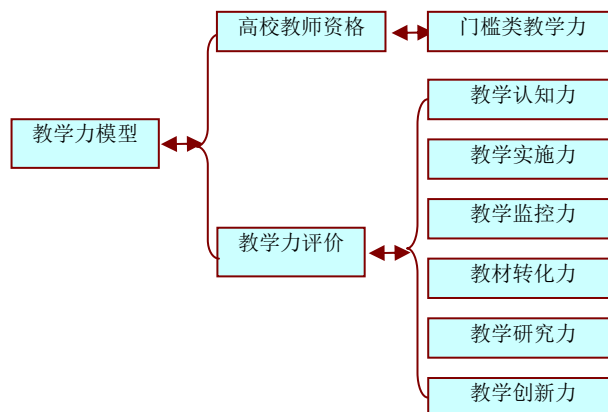 高校教师资格
门槛类教学力
教学力模型
教学力评价
教学认知力
教学实施力
教学监控力
教材转化力
教学研究力
教学创新力